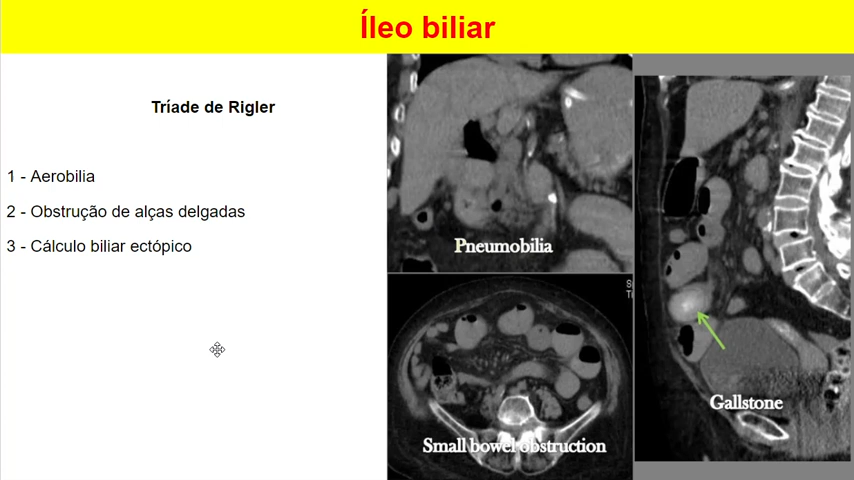 Íleo biliar
Tríade de Rigler
1 - Aerobilia
2 - Obstrução de alças delgadas
3 - Cálculo biliar ectópico
Pneumobilia
Small bowel obstruction
Gallstone